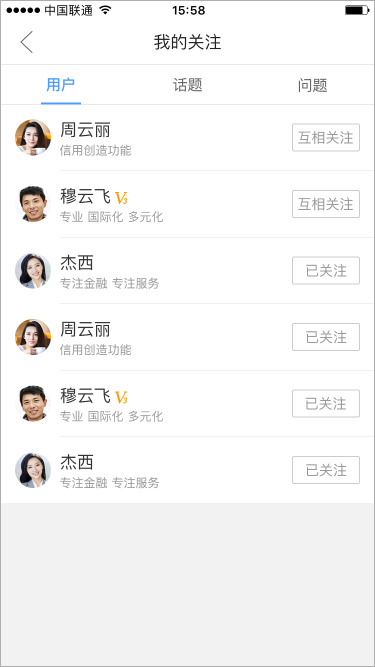 中国联通 15:58
我的关注
用户 话题 问题
周云丽
信用创造功能
互相关注
穆云飞 V3
专业 国际化 多元化
互相关注
杰西
专注金融 专注服务
已关注
周云丽
信用创造功能
已关注
穆云飞 V3
专业 国际化 多元化
已关注
杰西
专注金融 专注服务
已关注